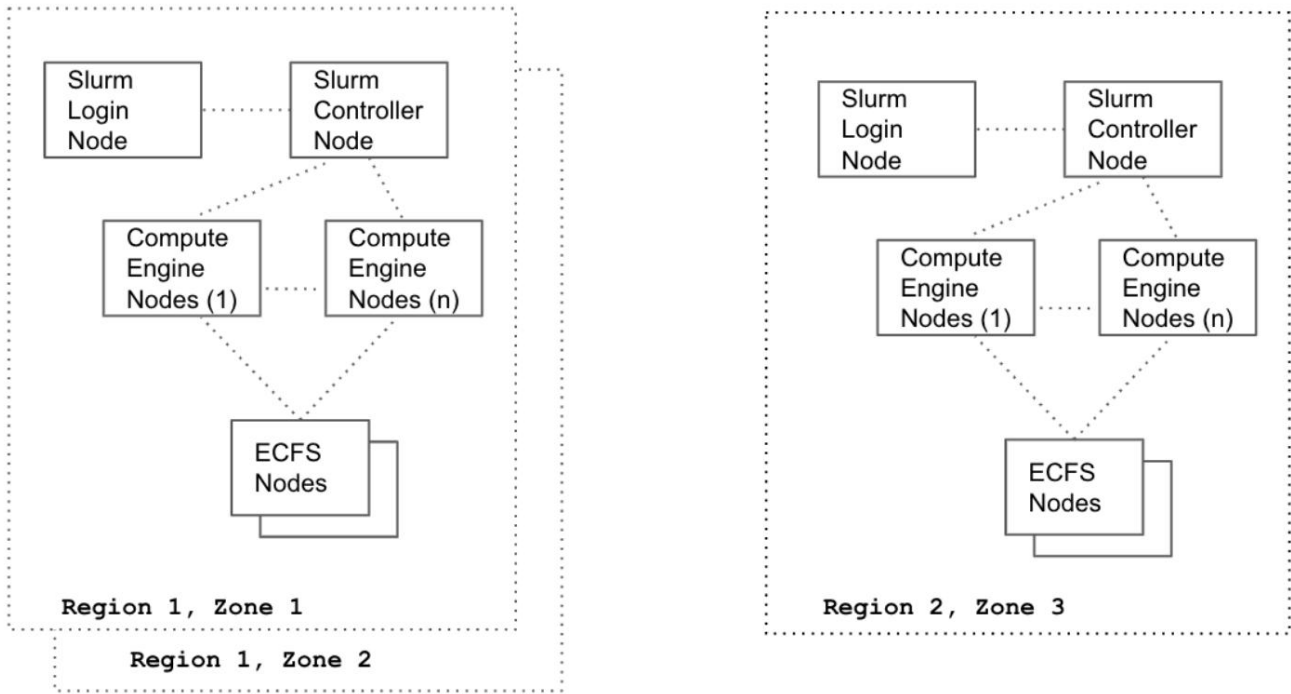 Slurm
Login
Node
Slurm
Controller
Node
Compute
Engine
Nodes (1)
Compute
Engine
Nodes (n)
ECFS
Nodes
Region 1, Zone 1
Region 1, Zone 2
Slurm
Login
Node
Slurm
Controller
Node
Compute
Engine
Nodes (1)
Compute
Engine
Nodes (n)
ECFS
Nodes
Region 2, Zone 3